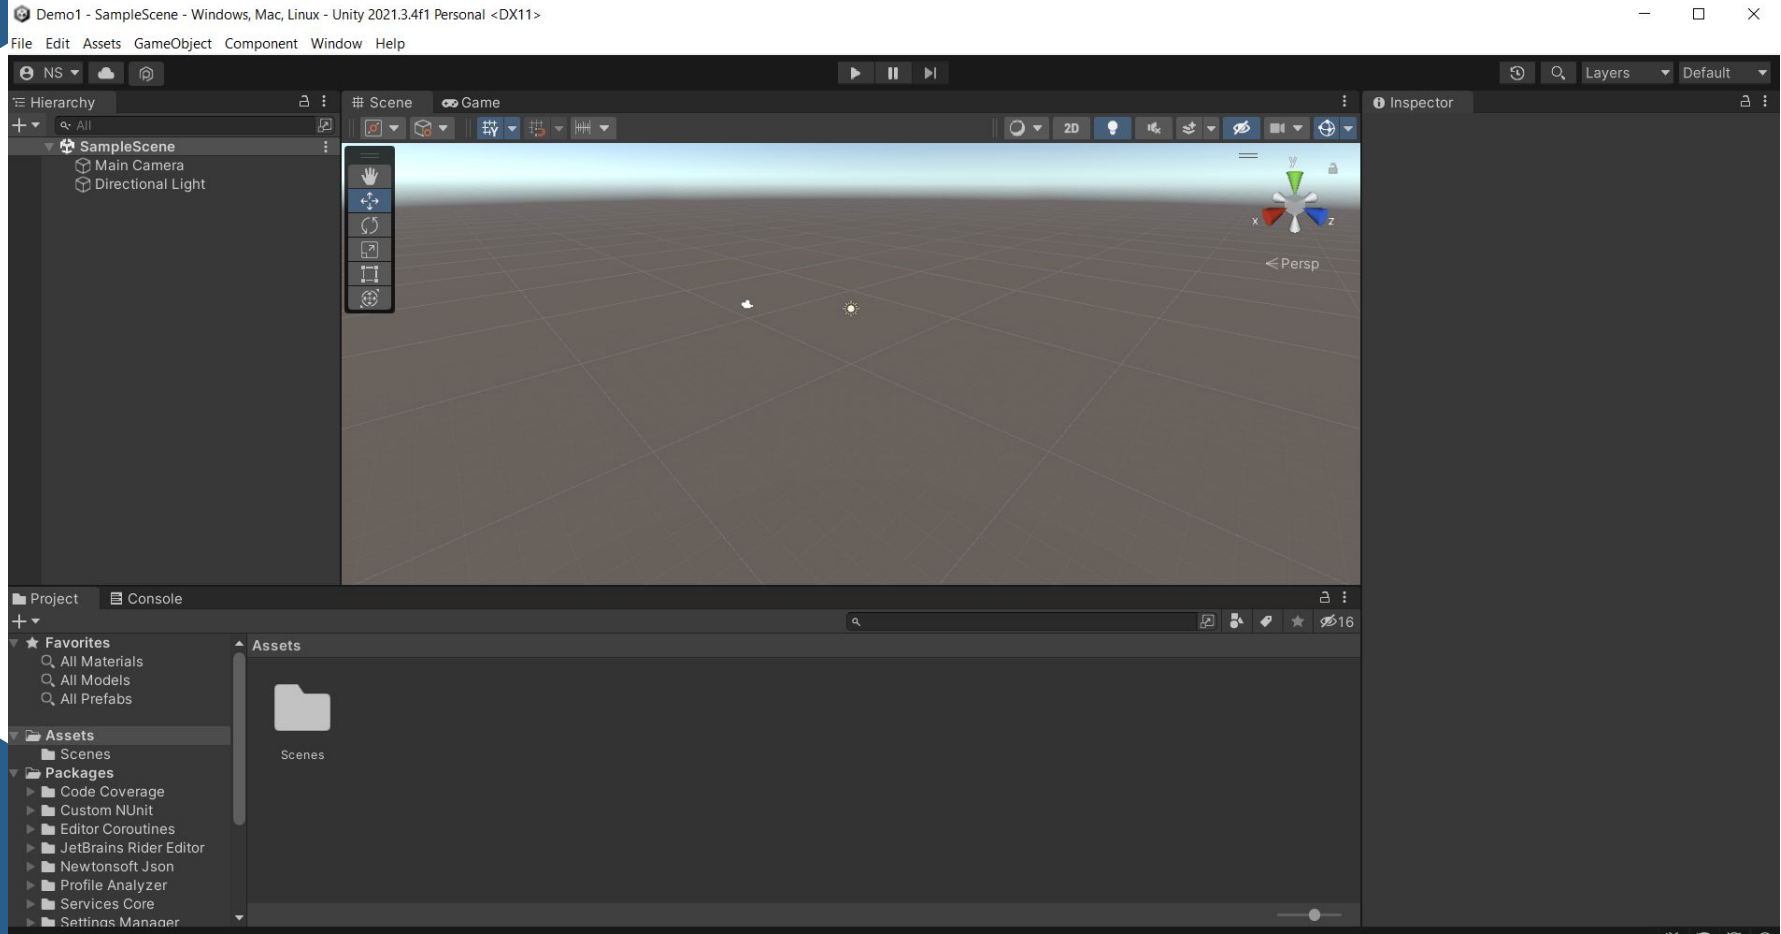 Demo1 - SampleScene - Windows, Mac, Linux - Unity 2021.3.4f1 Personal <DX11>
File Edit Assets GameObject Component Window Help
NS
Layers
Default
Hierarchy
All
SampleScene
Main Camera
Directional Light
Scene
Game
2D
y
x
z
Persp
Inspector
Project
Console
16
Favorites
All Materials
All Models
All Prefabs
Assets
Scenes
Packages
Code Coverage
Custom NUnit
Editor Coroutines
JetBrains Rider Editor
Newtonsoft Json
Profile Analyzer
Services Core
Settings Manager
Assets
Scenes